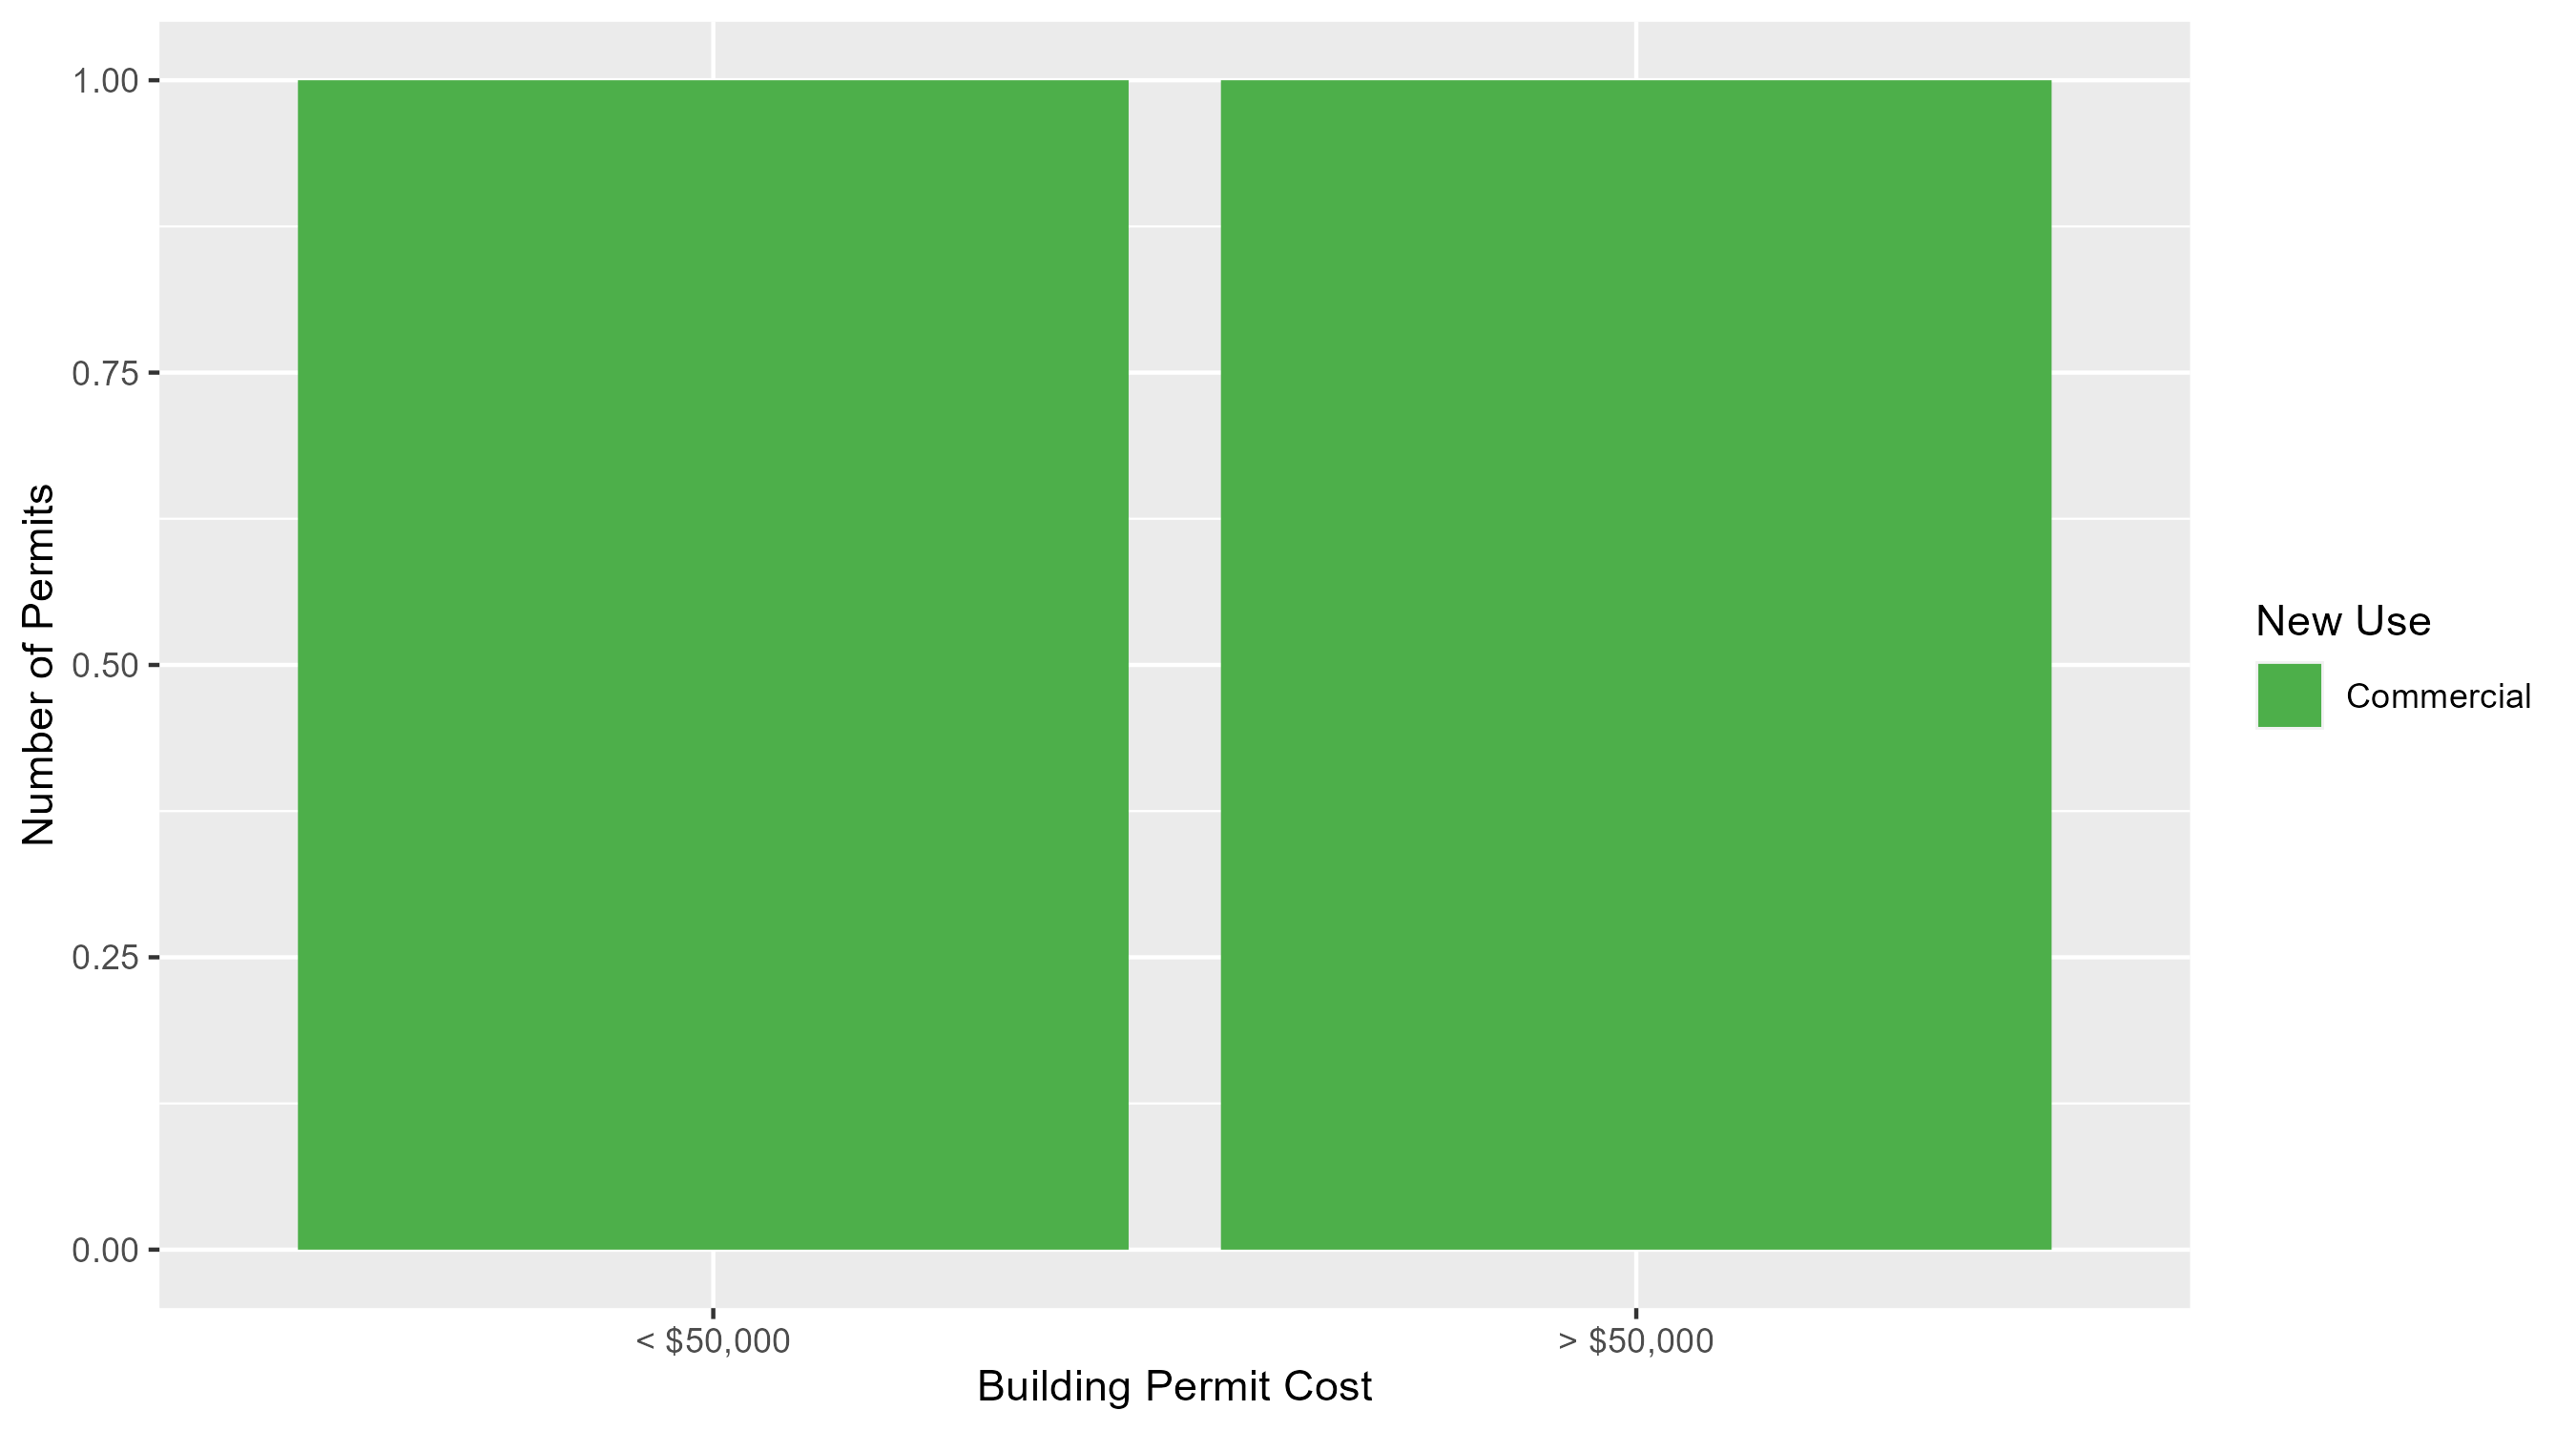 Number of Permits
1.00
0.75
0.50
0.25
0.00
< $50,000
> $50,000
Building Permit Cost
New Use
Commercial